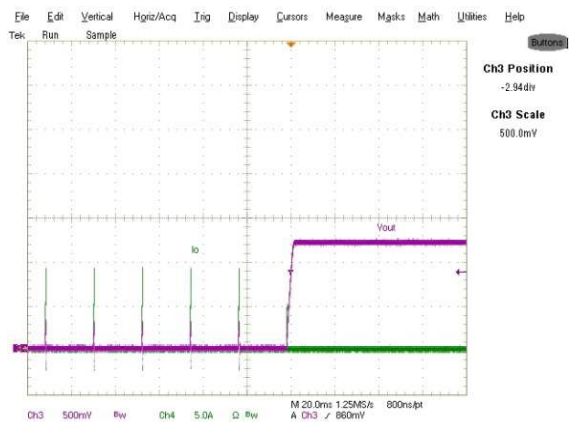 File Edit Vertical Horiz/Acq Trig Display Cursors Measure Masks Math Utilities Help
Tek Run Sample
Buttons
Ch3 Position
-2.94div
Ch3 Scale
500.0mV
Vout
Io
Ch3 500mV Bw Ch4 5.0A Ω Bw
M 20.0ms 1.25MS/s 800ns/pt
A Ch3 / 860mV